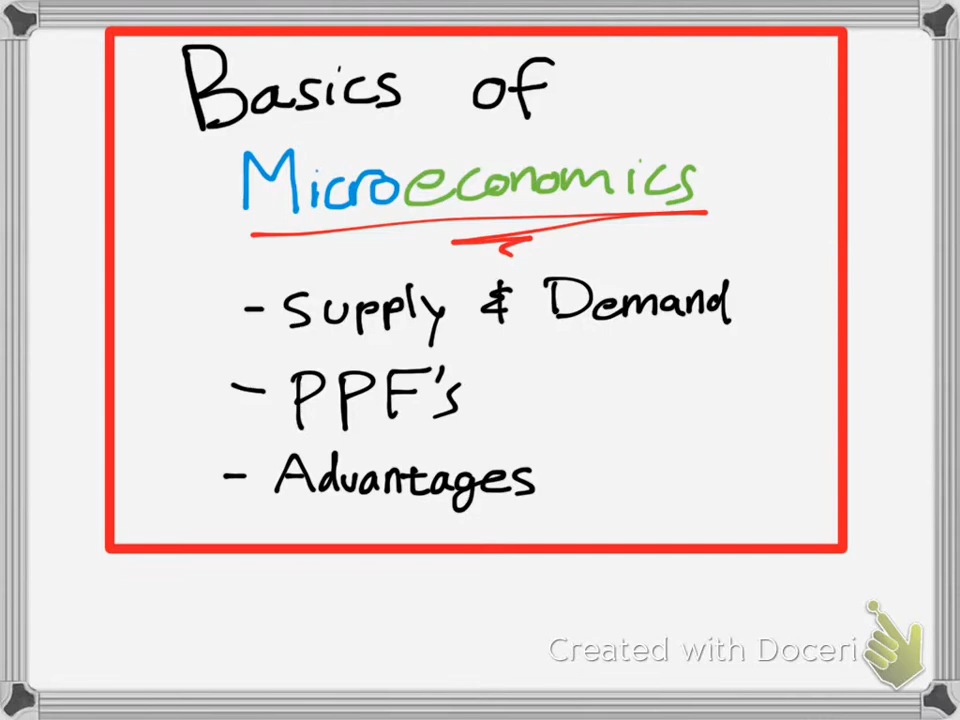 Basics of
Microeconomics
- Supply & Demand
- PPF's
- Advantages
Created with Doceri